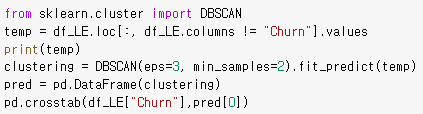 from sklearn.cluster import DBSCAN
temp = df_LE.loc[:, df_LE.columns != "Churn"].values
print(temp)
clustering = DBSCAN(eps=3, min_samples=2).fit_predict(temp)
pred = pd.DataFrame(clustering)
pd.crosstab(df_LE["Churn"],pred[0])